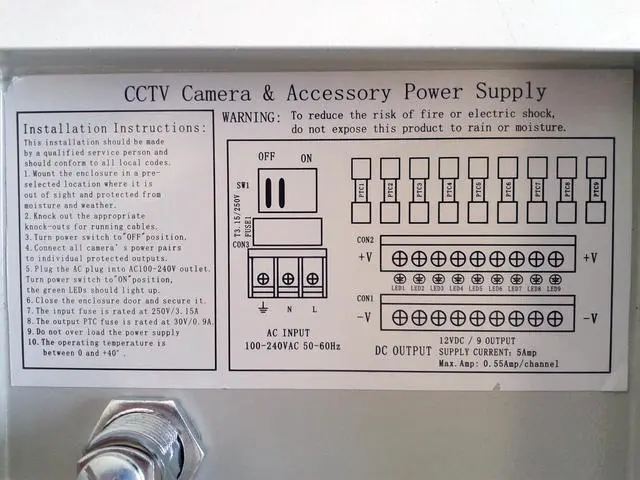 CCTV Camera & Accessory Power Supply
Installation Instructions:
This installation should be made
by a qualified service person and
should conform to all local codes.
1. Mount the enclosure in a pre-
selected location where it is
out of sight and protected from
moisture and weather.
2. Knock out the appropriate
knock-outs for running cables.
3. Turn power switch to"OFF"position.
4. Connect all camera's power pairs
to individual protected outputs.
5. Plug the AC plug into AC100-240V outlet.
Turn power switch to"ON"position,
the green LEDs should light up.
6. Close the enclosure door and secure it.
7. The input fuse is rated at 250V/3.15A
8. The output PTC fuse is rated at 30V/0.9A.
9. Do not over load the power supply
10. The operating temperature is
between 0 and +40°.
WARNING: To reduce the risk of fire or electric shock,
do not expose this product to rain or moisture.
OFF ON
SW1
T3.15/250V
FUSE1
CON3
N L
AC INPUT
100-240VAC 50-60Hz
PTC1 PTC2 PTC3 PTC4 PTC5 PTC6 PTC7 PTC8 PTC9
CON2
+V +V
LED1 LED2 LED3 LED4 LED5 LED6 LED7 LED8 LED9
CON1
-V -V
DC OUTPUT
12VDC / 9 OUTPUT
SUPPLY CURRENT: 5Amp
Max. Amp: 0.55Amp/channel